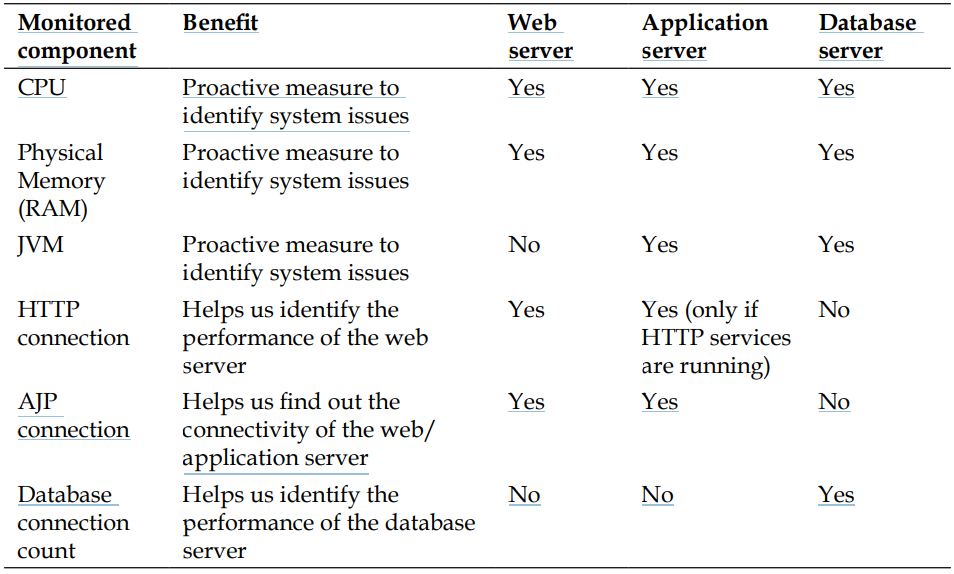 Monitored Benefit Web Application Database
component server server server
CPU Proactive measure to Yes Yes Yes
identify system issues
Physical Proactive measure to Yes Yes Yes
Memory identify system issues
(RAM)
JVM Proactive measure to No Yes Yes
identify system issues
HTTP Helps us identify the Yes Yes (only if No
connection performance of the web HTTP services
server are running)
AJP Helps us find out the Yes Yes No
connection connectivity of the web/
application server
Database Helps us identify the No No Yes
connection performance of the database
count server